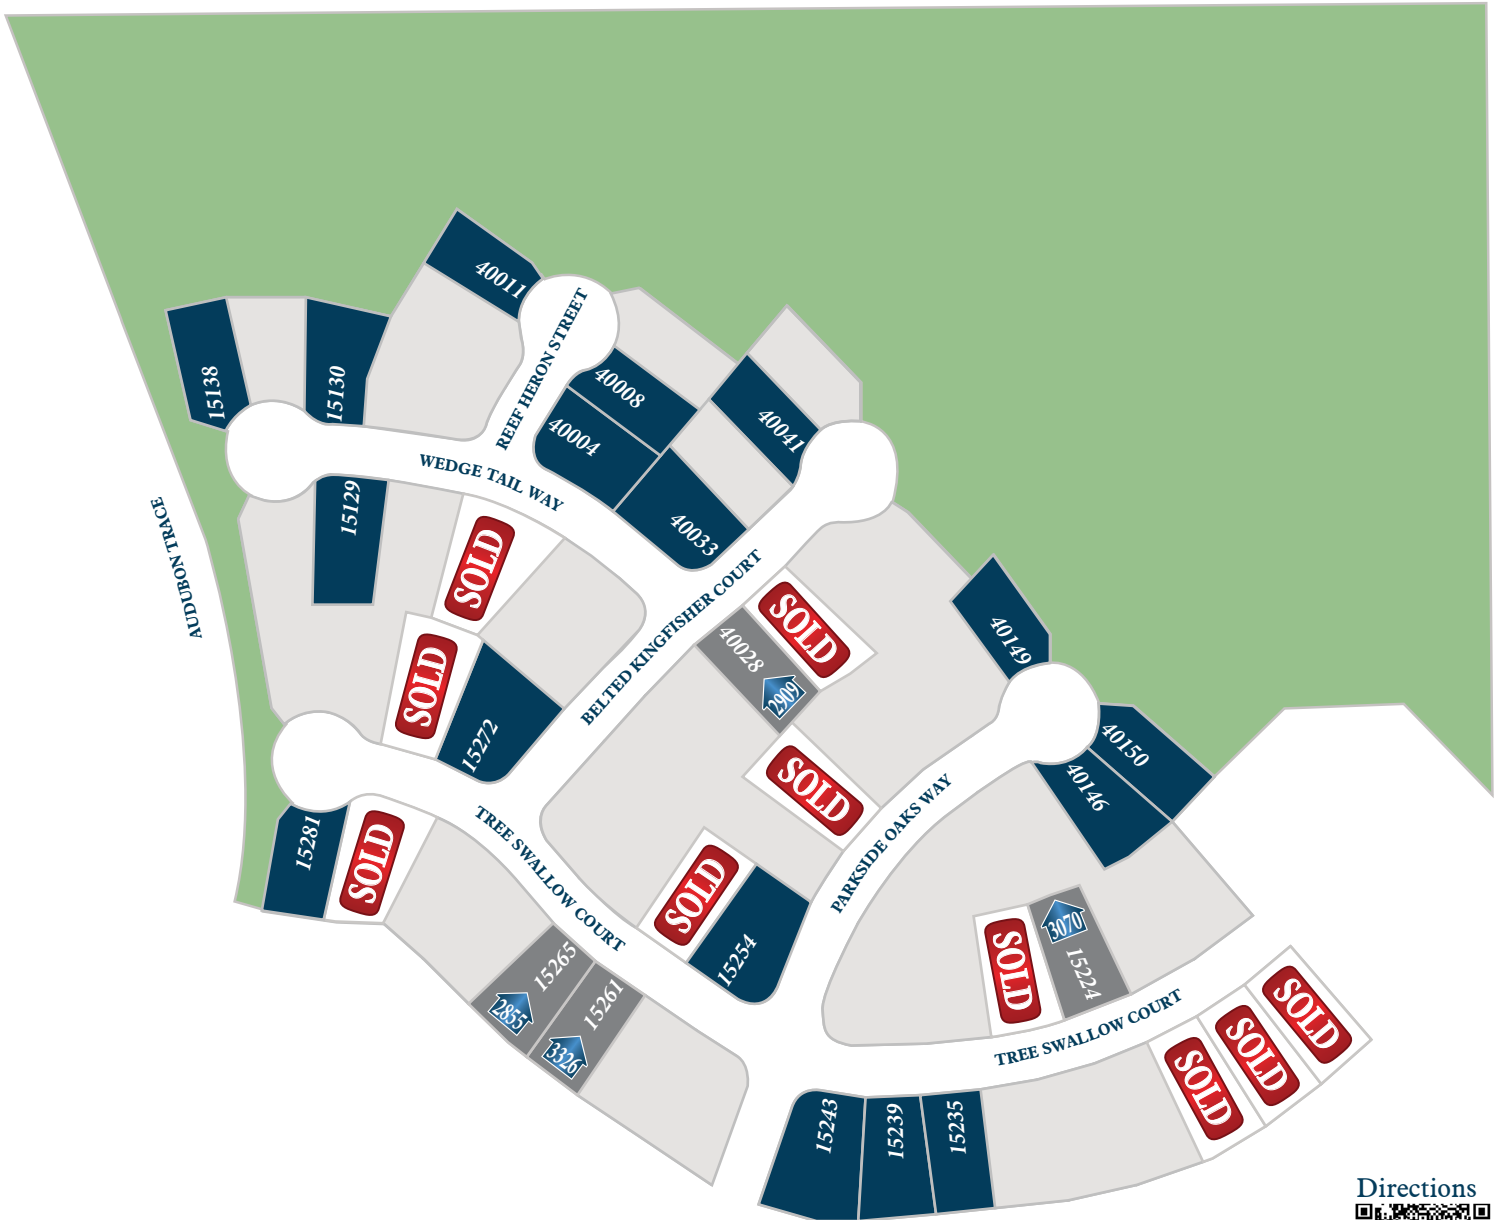 40011
REEF HERON STREET
15138
15130
40008
40004
40041
WEDGE TAIL WAY
15129
40033
AUDUBON TRACE
SOLD
BELTED KINGFISHER COURT
SOLD
40028
2909
40149
SOLD
15272
40150
40146
SOLD
TREE SWALLOW COURT
PARKSIDE OAKS WAY
15281
SOLD
SOLD
15254
3070
15224
SOLD
15265
2855
15261
3326
TREE SWALLOW COURT
SOLD
SOLD
SOLD
15243
15239
15235
Directions